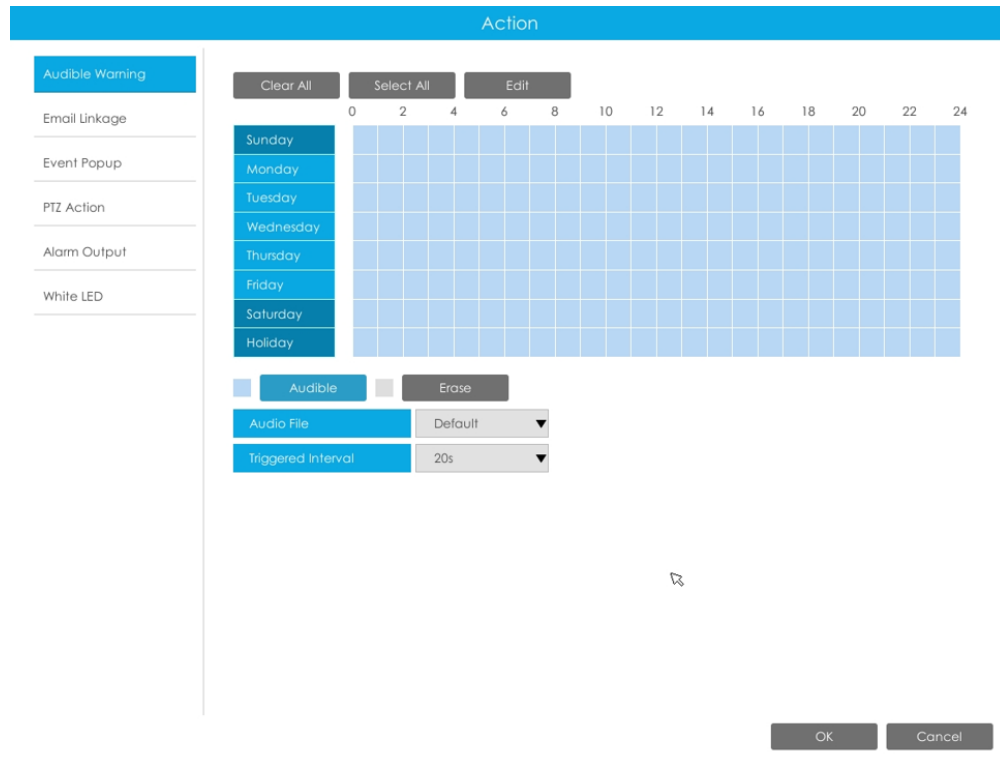 Action
Audible Warning
Email Linkage
Event Popup
PTZ Action
Alarm Output
White LED
Clear All Select All Edit
0 2 4 6 8 10 12 14 16 18 20 22 24
Sunday
Monday
Tuesday
Wednesday
Thursday
Friday
Saturday
Holiday
Audible Erase
Audio File Default
Triggered Interval 20s
OK Cancel